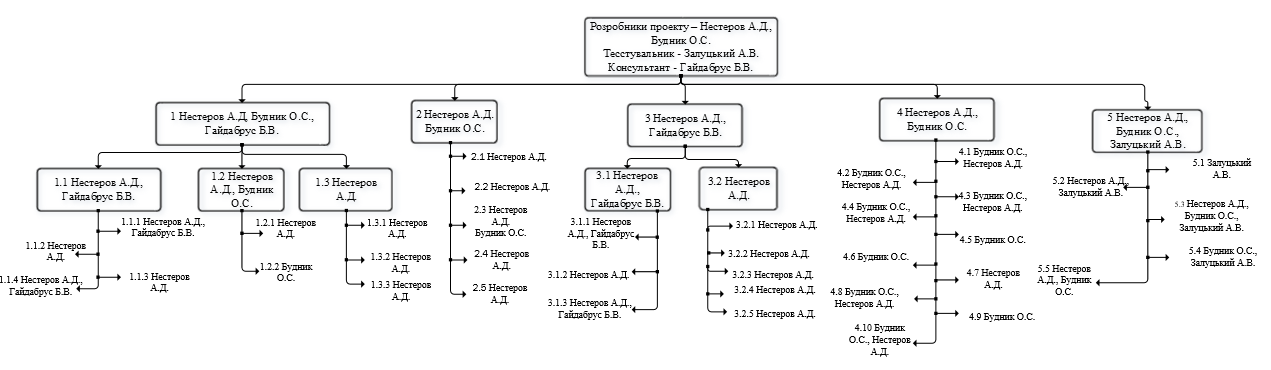 Розробники проекту – Нестеров А.Д.,
Будник О.С.
Тесстувальник - Залуцький А.В.
Консультант - Гайдабрус Б.В.
1 Нестеров А.Д, Будник О.С.,
Гайдабрус Б.В.
2 Нестеров А.Д.
Будник О.С.
3 Нестеров А.Д.,
Гайдабрус Б.В.
4 Нестеров А.Д.,
Будник О.С.
5 Нестеров А.Д.,
Будник О.С.,
Залуцький А.В.
1.1 Нестеров А.Д.,
Гайдабрус Б.В.
1.1.1 Нестеров А.Д.,
Гайдабрус Б.В.
1.1.2 Нестеров
А.Д.
1.1.3 Нестеров
А.Д.
1.1.4 Нестеров А.Д.,
Гайдабрус Б.В.
1.2 Нестеров
А.Д., Будник
О.С.
1.2.1 Нестеров
А.Д.
1.2.2 Будник
О.С.
1.3 Нестеров
А.Д.
1.3.1 Нестеров
А.Д.
1.3.2 Нестеров
А.Д.
1.3.3 Нестеров
А.Д.
2.1 Нестеров А.Д.
2.2 Нестеров А.Д.
2.3
Нестеров
А.Д.
Будник О.С.
2.4 Нестеров
А.Д.
2.5 Нестеров А.Д.
3.1 Нестеров
А.Д.,
Гайдабрус Б.В.
3.1.1 Нестеров
А.Д., Гайдабрус
Б.В.
3.1.2 Нестеров А.Д.
3.1.3 Нестеров А.Д.,
Гайдабрус Б.В.
3.2 Нестеров
А.Д.
3.2.1 Нестеров А.Д.
3.2.2 Нестеров А.Д.
3.2.3 Нестеров А.Д.
3.2.4 Нестеров А.Д.
3.2.5 Нестеров А.Д.
4.1 Будник О.С.,
Нестеров А.Д.
4.2 Будник О.С.,
Нестеров А.Д.
4.3 Будник О.С.,
Нестеров А.Д.
4.4 Будник О.С.,
Нестеров А.Д.
4.5 Будник О.С.
4.6 Будник О.С.
4.7 Нестеров
А.Д.
4.8 Будник О.С.,
Нестеров А.Д.
4.9 Будник О.С.
4.10 Будник
О.С., Нестеров
А.Д.
5.1 Залуцький
А.В.
5.2 Нестеров А.Д.,
Залуцький А.В.
5.3 Нестеров А.Д.,
Будник О.С.,
Залуцький А.В.
5.4 Будник О.С.,
Залуцький А.В.
5.5 Нестеров
А.Д., Будник
О.С.